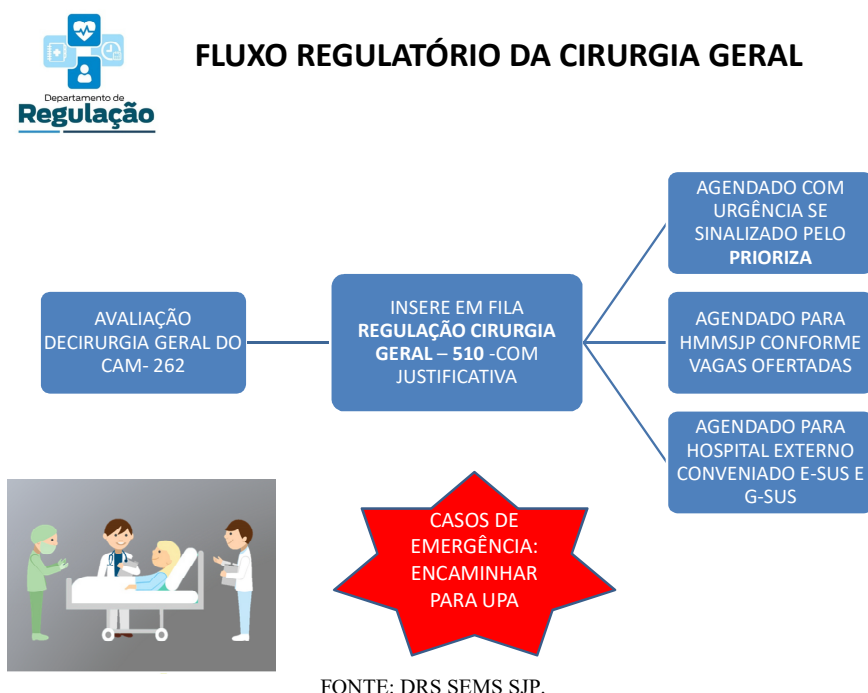 Departamento de
Regulação
FLUXO REGULATÓRIO DA CIRURGIA GERAL
AVALIAÇÃO
DECIRURGIA GERAL DO
CAM- 262
INSERE EM FILA
REGULAÇÃO CIRURGIA
GERAL – 510 -COM
JUSTIFICATIVA
AGENDADO COM
URGÊNCIA SE
SINALIZADO PELO
PRIORIZA
AGENDADO PARA
HMMSJP CONFORME
VAGAS OFERTADAS
AGENDADO PARA
HOSPITAL EXTERNO
CONVENIADO E-SUS E
G-SUS
CASOS DE
EMERGÊNCIA:
ENCAMINHAR
PARA UPA
FONTE: DRS SEMS SJP.